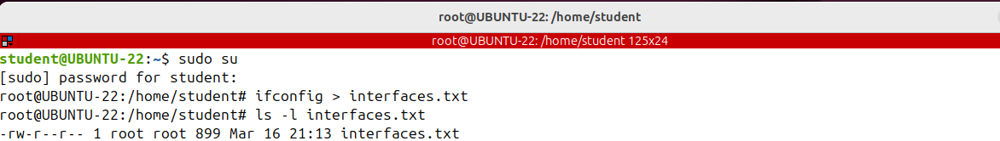 root@UBUNTU-22: /home/student
root@UBUNTU-22: /home/student 125x24
student@UBUNTU-22:~$ sudo su
[sudo] password for student:
root@UBUNTU-22:/home/student# ifconfig > interfaces.txt
root@UBUNTU-22:/home/student# ls -l interfaces.txt
-rw-r--r-- 1 root root 899 Mar 16 21:13 interfaces.txt